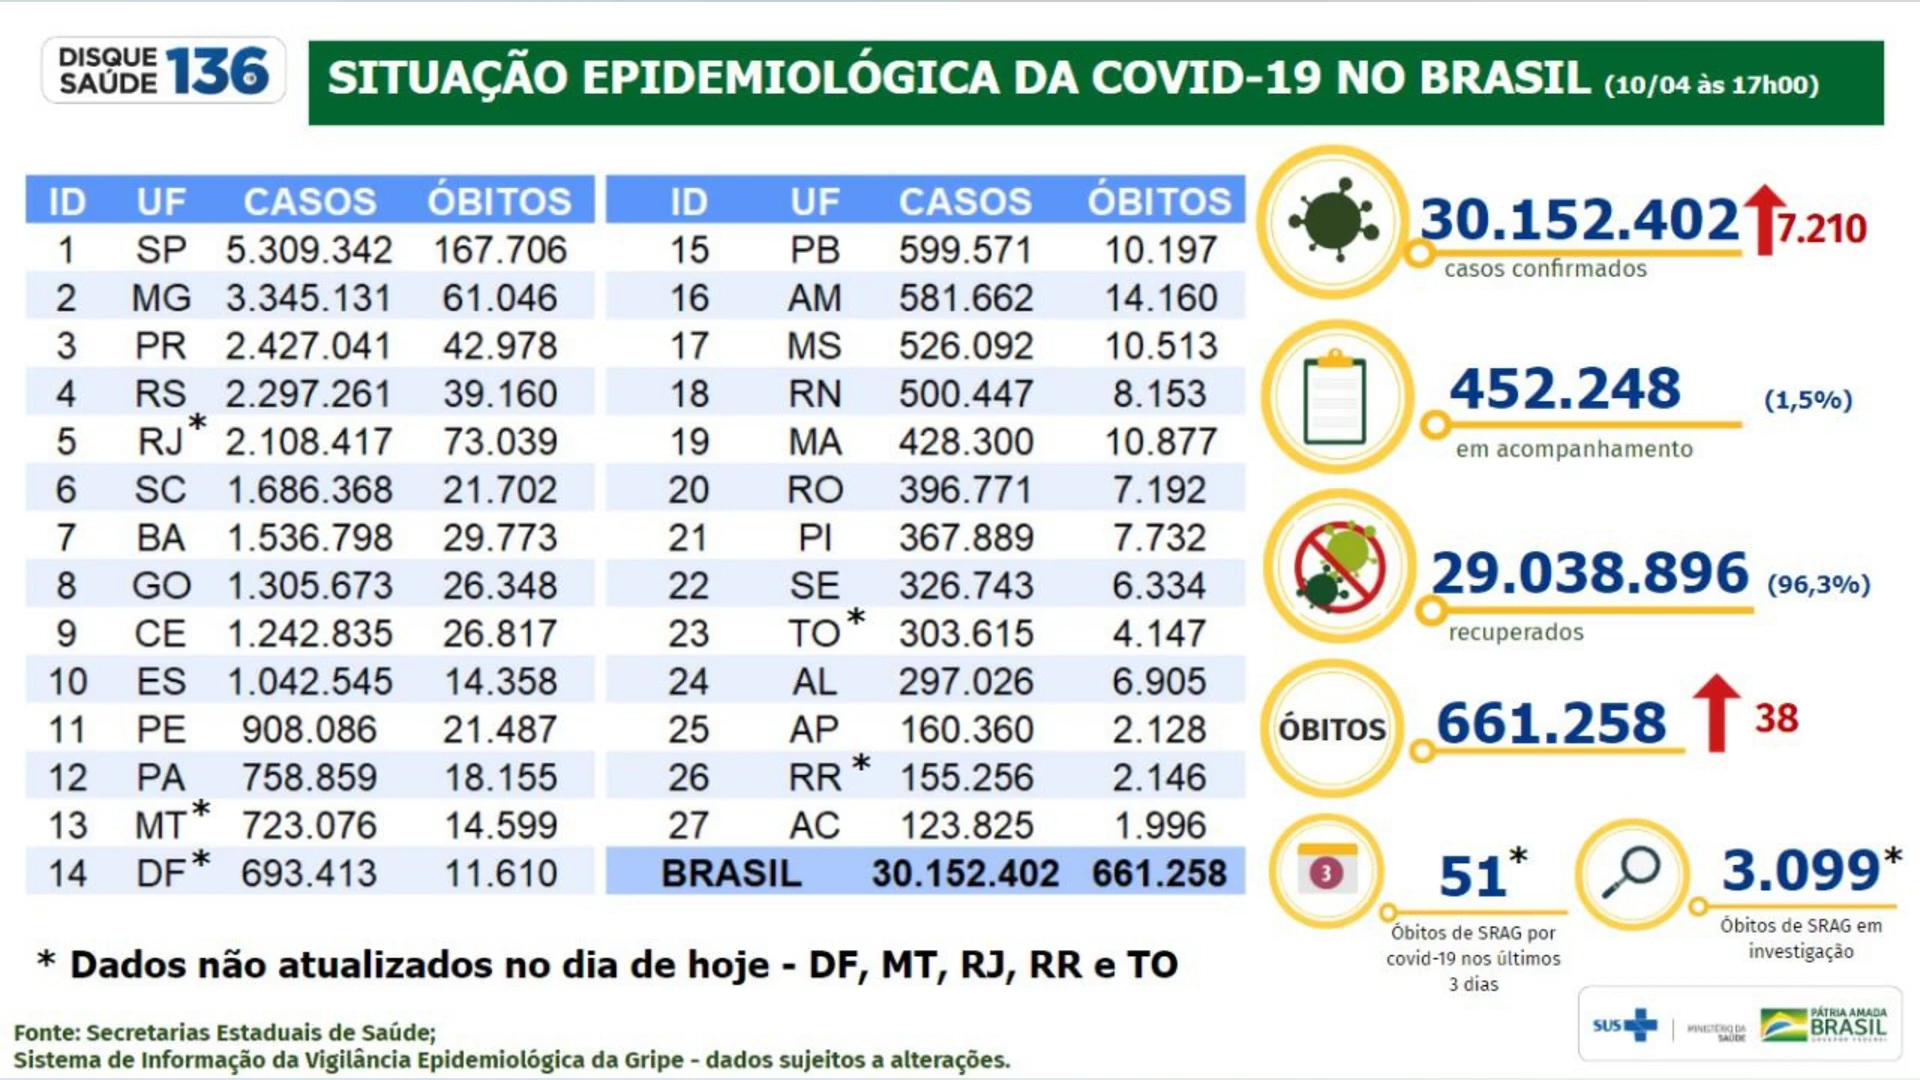 DISQUE
SAÚDE 136
SITUAÇÃO EPIDEMIOLÓGICA DA COVID-19 NO BRASIL (10/04 às 17h00)
ID UF CASOS ÓBITOS ID UF CASOS ÓBITOS
1 SP 5.309.342 167.706 15 PB 599.571 10.197
2 MG 3.345.131 61.046 16 AM 581.662 14.160
3 PR 2.427.041 42.978 17 MS 526.092 10.513
4 RS 2.297.261 39.160 18 RN 500.447 8.153
5 RJ* 2.108.417 73.039 19 MA 428.300 10.877
6 SC 1.686.368 21.702 20 RO 396.771 7.192
7 BA 1.536.798 29.773 21 PI 367.889 7.732
8 GO 1.305.673 26.348 22 SE 326.743 6.334
9 CE 1.242.835 26.817 23 TO* 303.615 4.147
10 ES 1.042.545 14.358 24 AL 297.026 6.905
11 PE 908.086 21.487 25 AP 160.360 2.128
12 PA 758.859 18.155 26 RR* 155.256 2.146
13 MT* 723.076 14.599 27 AC 123.825 1.996
14 DF* 693.413 11.610 BRASIL 30.152.402 661.258
30.152.402 7.210
casos confirmados
452.248 (1,5%)
em acompanhamento
29.038.896 (96,3%)
recuperados
ÓBITOS 661.258 38
3 51*
Óbitos de SRAG por
covid-19 nos últimos
3 dias
3.099*
Óbitos de SRAG em
investigação
* Dados não atualizados no dia de hoje - DF, MT, RJ, RR e TO
Fonte: Secretarias Estaduais de Saúde;
Sistema de Informação da Vigilância Epidemiológica da Gripe - dados sujeitos a alterações.
SUS
MINISTÉRIO DA
SAÚDE
PÁTRIA AMADA
BRASIL
GOVERNO FEDERAL